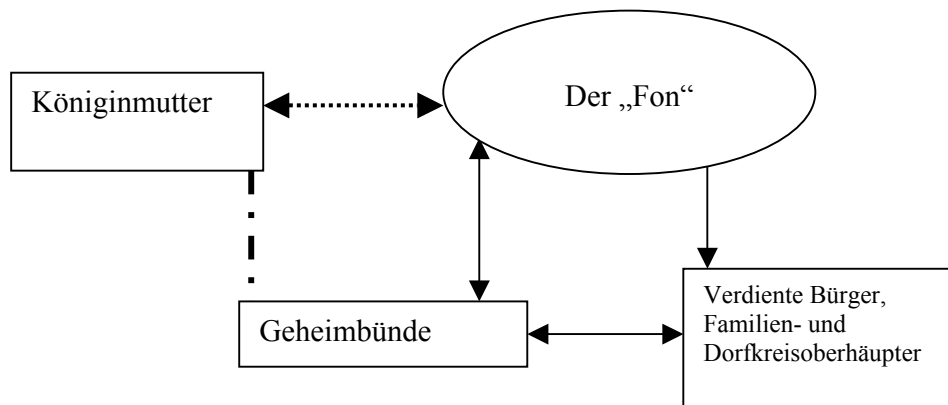 Königinmutter
Der „Fon“
Geheimbünde
Verdiente Bürger,
Familien- und
Dorfkreisoberhäupter